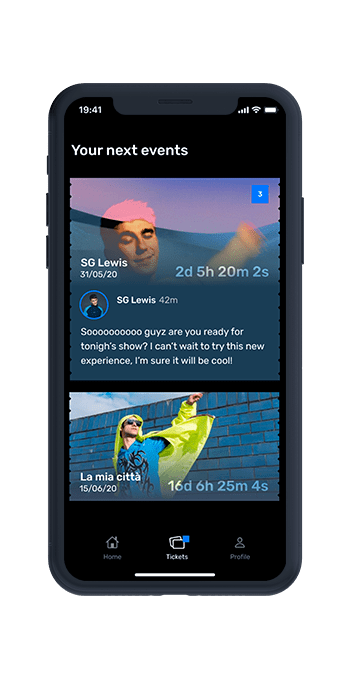 19:41
Your next events
3
SG Lewis
31/05/20
2d 5h 20m 2s
SG Lewis 42m
Soooooooooo guyz are you ready for
tonigh's show? I can't wait to try this new
experience, I'm sure it will be cool!
La mia città
15/06/20
16d 6h 25m 4s
Home
Tickets
Profile